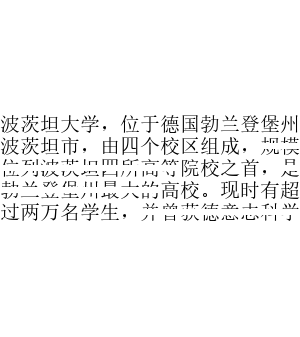 波茨坦大学，位于德国勃兰登堡州
波茨坦市，由四个校区组成，规模
位列波茨坦四所高等院校之首，是
勃兰登堡州最大的高校。现时有超
过两万名学生，并曾获德意志科学